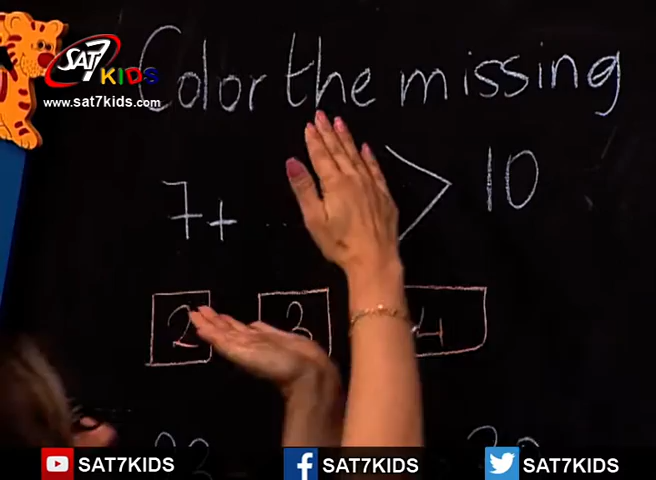 Color the missing
SAT7
KIDS
www.sat7kids.com
7+ .. > 10
2 3 4
SAT7KIDS SAT7KIDS SAT7KIDS